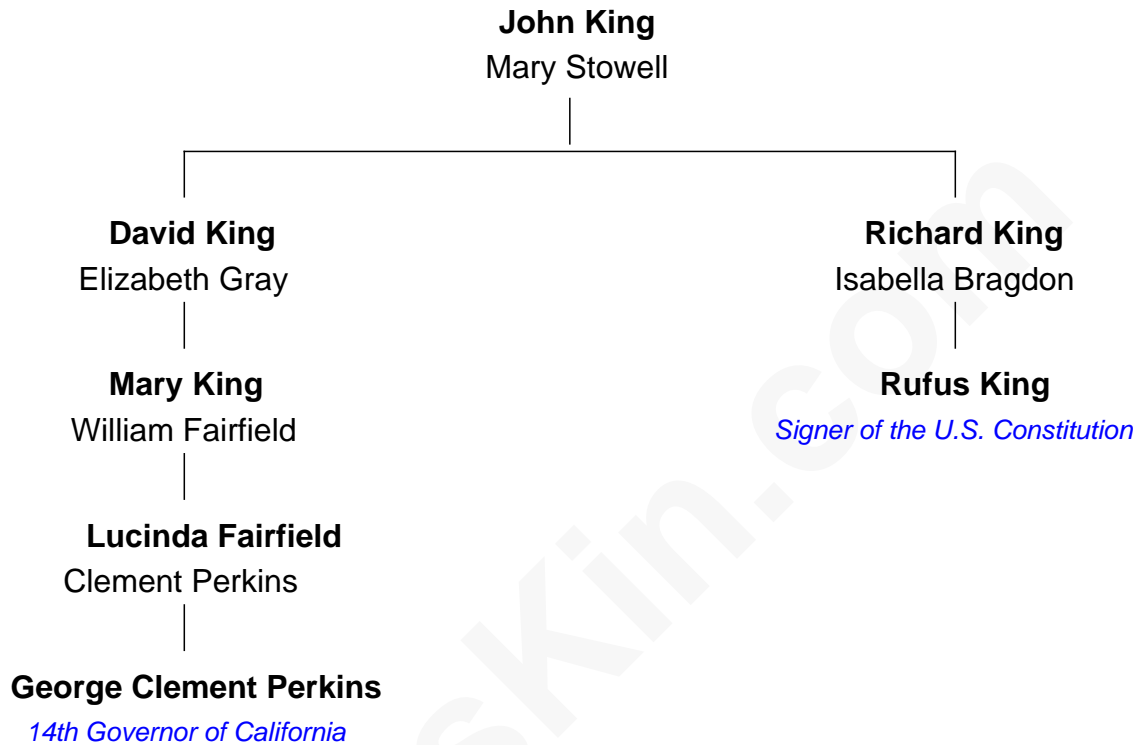 John King
Mary Stowell
David King
Elizabeth Gray
Richard King
Isabella Bragdon
Mary King
William Fairfield
Rufus King
Signer of the U.S. Constitution
Lucinda Fairfield
Clement Perkins
George Clement Perkins
14th Governor of California